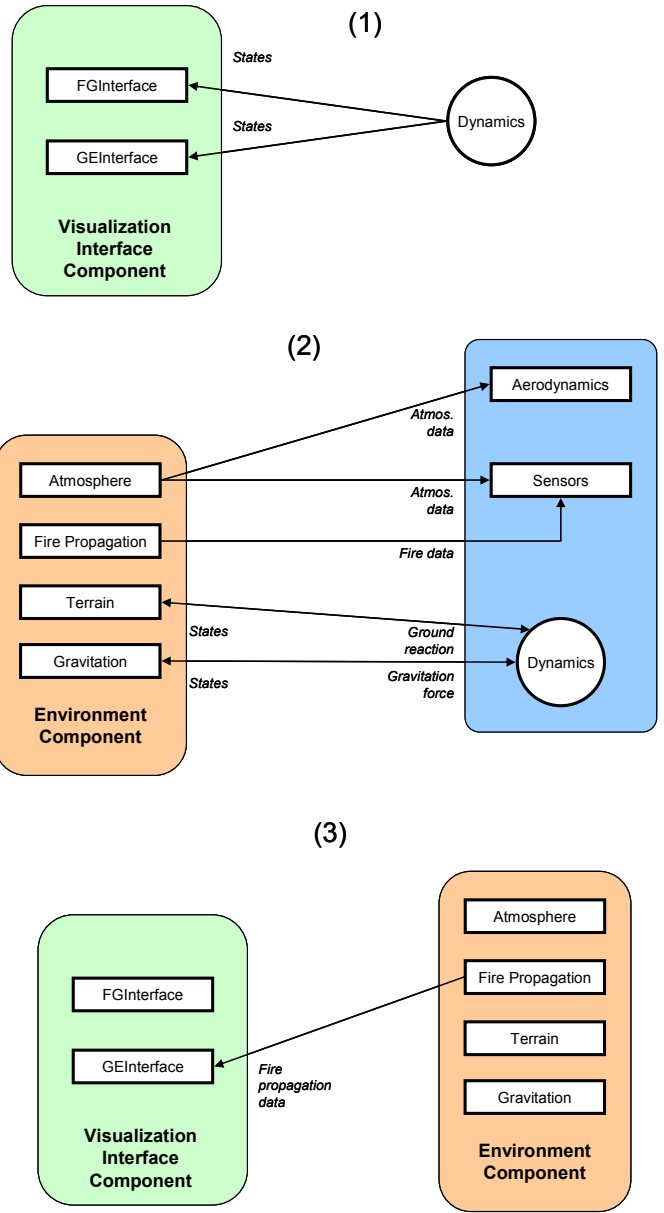 (1)
States
FGInterface
States
Dynamics
GEInterface
Visualization
Interface
Component
(2)
Aerodynamics
Atmos.
data
Atmosphere
Sensors
Atmos.
data
Fire Propagation
Fire data
Terrain
States
Ground
reaction
Gravitation
Dynamics
States
Gravitation
force
Environment
Component
(3)
Atmosphere
FGInterface
Fire Propagation
GEInterface
Fire
propagation
data
Terrain
Gravitation
Visualization
Interface
Component
Environment
Component